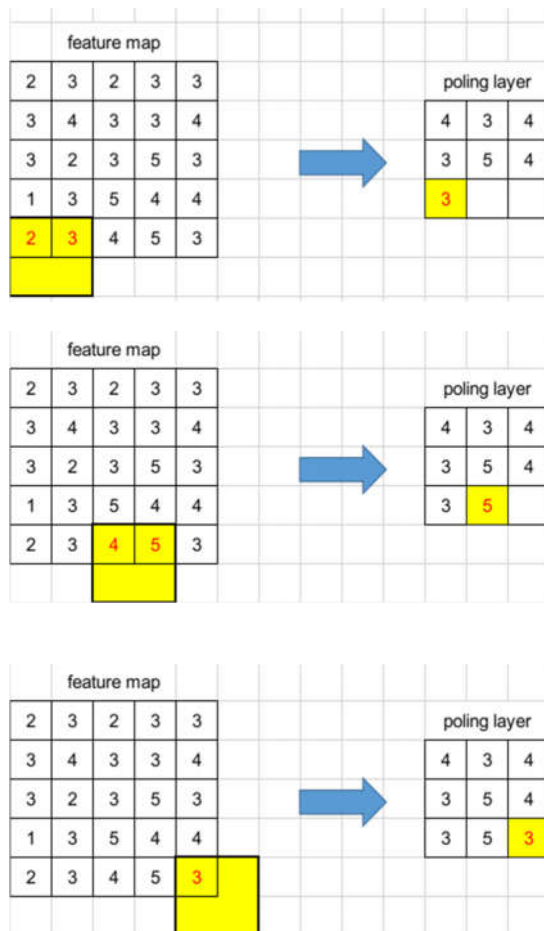 feature map
2 3 2 3 3
poling layer
3 4 3 3 4
4 3 4
3 2 3 5 3
3 5 4
1 3 5 4 4
3
2 3 4 5 3
feature map
2 3 2 3 3
poling layer
3 4 3 3 4
4 3 4
3 2 3 5 3
3 5 4
1 3 5 4 4
3 5
2 3 4 5 3
feature map
2 3 2 3 3
poling layer
3 4 3 3 4
4 3 4
3 2 3 5 3
3 5 4
1 3 5 4 4
3 5 3
2 3 4 5 3